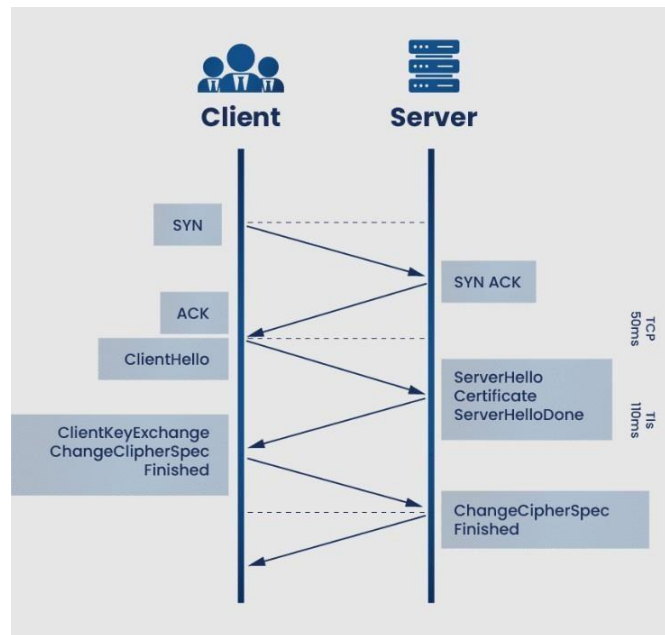 Client
Server
SYN
SYN ACK
ACK
TCP
50ms
ClientHello
ServerHello
Certificate
ServerHelloDone
Tls
110ms
ClientKeyExchange
ChangeClipherSpec
Finished
ChangeCipherSpec
Finished